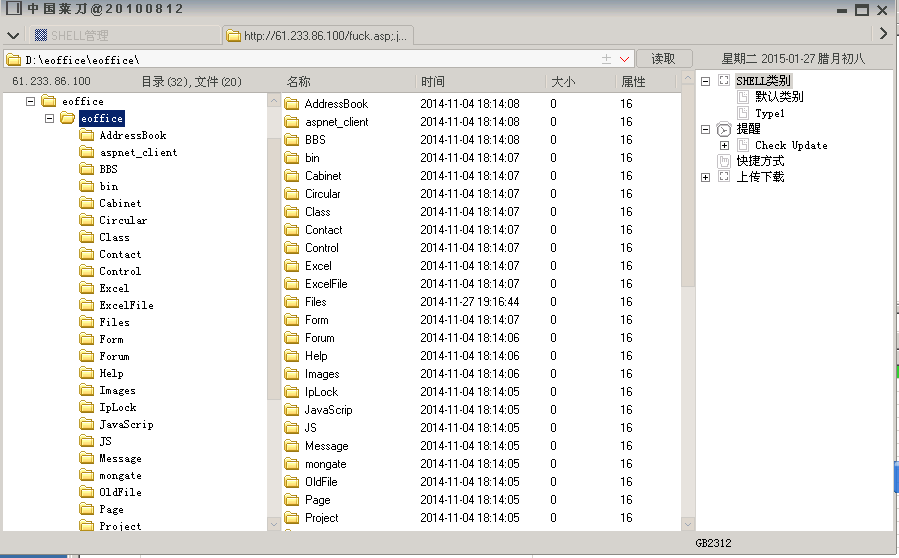 中国菜刀@20100812
SHELL管理
http://61.233.86.100/fuck.asp;.j...
D:\eoffice\eoffice\
读取
星期二 2015-01-27 腊月初八
61.233.86.100 目录(32),文件(20)
名称 时间 大小 属性
eoffice
eoffice
AddressBook
aspnet_client
BBS
bin
Cabinet
Circular
Class
Contact
Control
Excel
ExcelFile
Files
Form
Forum
Help
Images
IpLock
JavaScrip
JS
Message
mongate
OldFile
Page
Project
AddressBook 2014-11-04 18:14:08 0 16
aspnet_client 2014-11-04 18:14:08 0 16
BBS 2014-11-04 18:14:08 0 16
bin 2014-11-04 18:14:07 0 16
Cabinet 2014-11-04 18:14:07 0 16
Circular 2014-11-04 18:14:07 0 16
Class 2014-11-04 18:14:07 0 16
Contact 2014-11-04 18:14:07 0 16
Control 2014-11-04 18:14:07 0 16
Excel 2014-11-04 18:14:07 0 16
ExcelFile 2014-11-04 18:14:07 0 16
Files 2014-11-27 19:16:44 0 16
Form 2014-11-04 18:14:07 0 16
Forum 2014-11-04 18:14:06 0 16
Help 2014-11-04 18:14:06 0 16
Images 2014-11-04 18:14:06 0 16
IpLock 2014-11-04 18:14:05 0 16
JavaScrip 2014-11-04 18:14:05 0 16
JS 2014-11-04 18:14:05 0 16
Message 2014-11-04 18:14:05 0 16
mongate 2014-11-04 18:14:05 0 16
OldFile 2014-11-04 18:14:05 0 16
Page 2014-11-04 18:14:05 0 16
Project 2014-11-04 18:14:05 0 16
SHELL类别
默认类别
Type1
提醒
Check Update
快捷方式
上传下载
GB2312